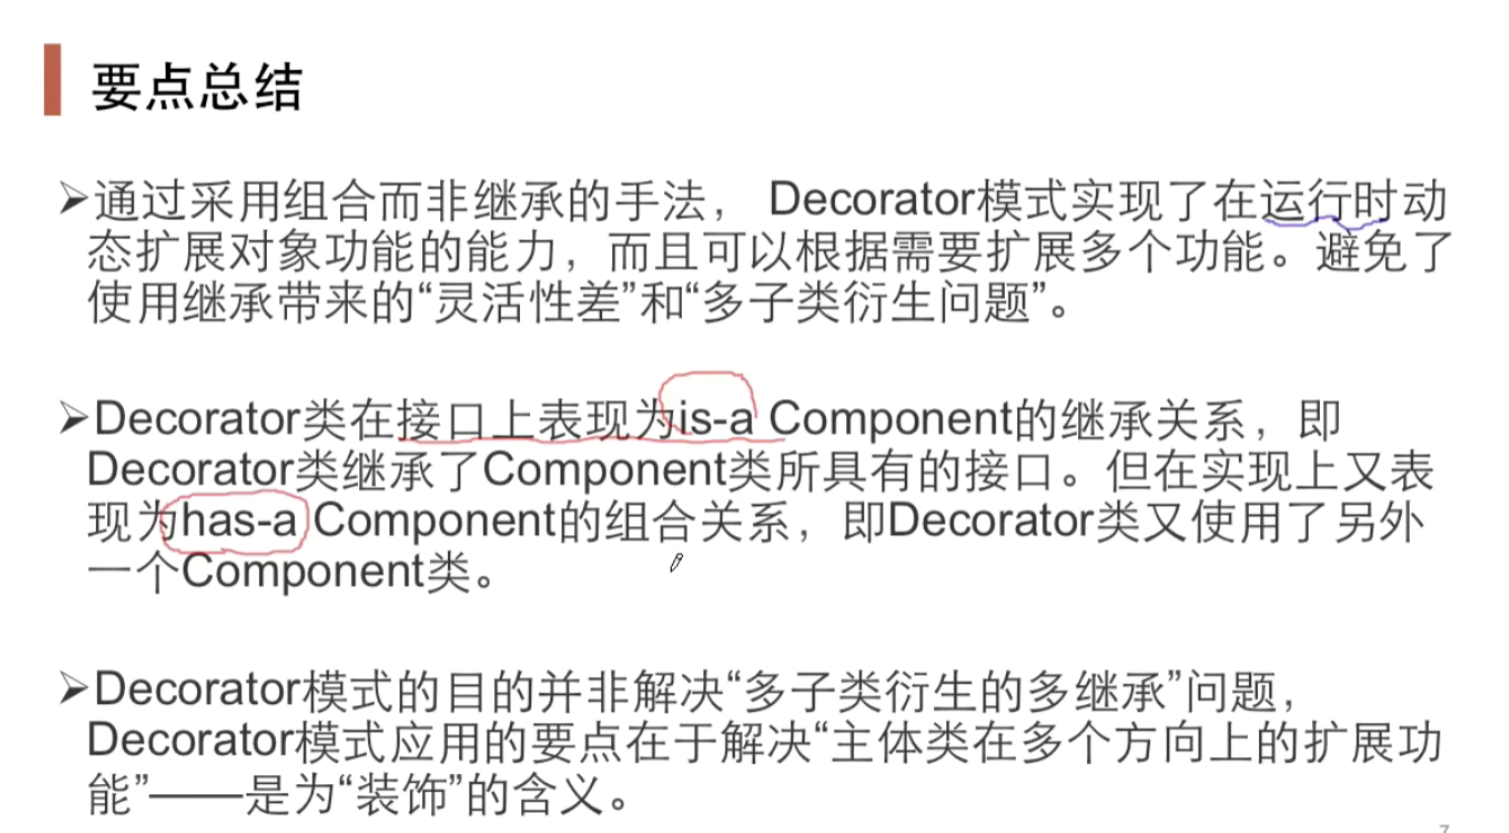 要点总结
➢通过采用组合而非继承的手法， Decorator模式实现了在运行时动
态扩展对象功能的能力，而且可以根据需要扩展多个功能。避免了
使用继承带来的“灵活性差”和“多子类衍生问题”。
➢Decorator类在接口上表现为is-a Component的继承关系，即
Decorator类继承了Component类所具有的接口。但在实现上又表
现为has-a Component的组合关系，即Decorator类又使用了另外
一个Component类。
➢Decorator模式的目的并非解决“多子类衍生的多继承”问题，
Decorator模式应用的要点在于解决“主体类在多个方向上的扩展功
能”——是为“装饰”的含义。